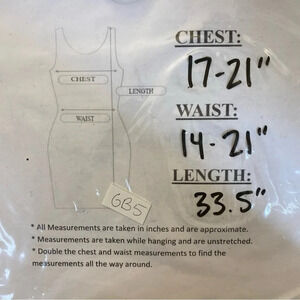 CHEST:
17-21"
CHEST
LENGTH
WAIST:
WAIST
14-21"
LENGTH:
6B5
33.5"
* All Measurements are taken in inches and are approximate.
* Measurements are taken while hanging and are unstretched.
* Double the chest and waist measurements to find the
measurements all the way around.